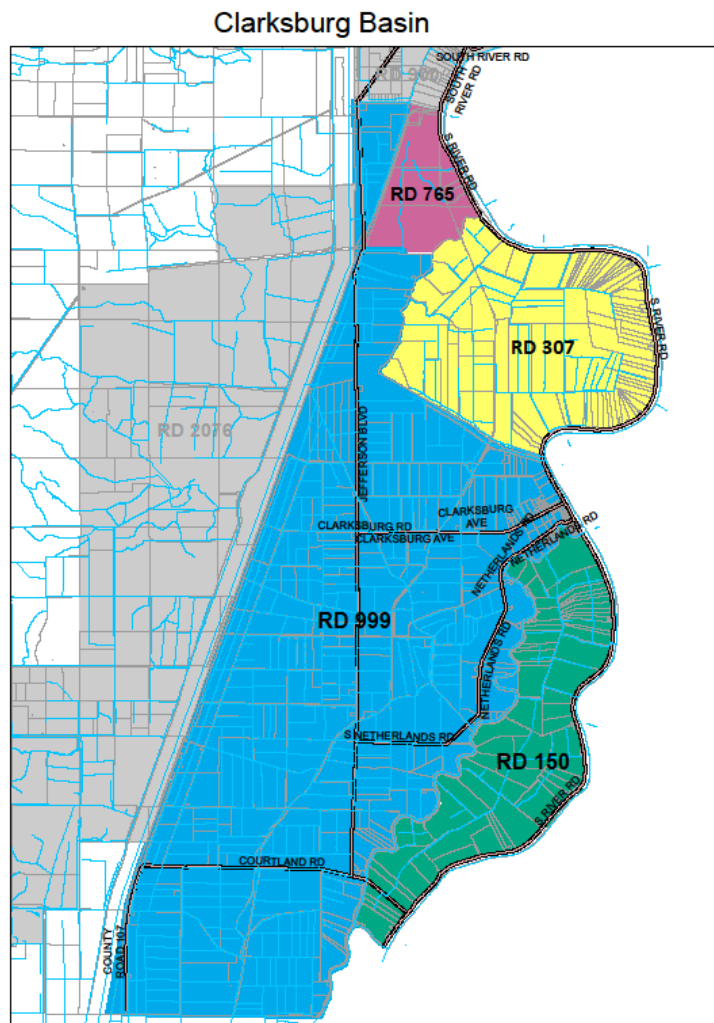 Clarksburg Basin
SOUTH RIVER RD
RD 900
SOUTH
RIVER RD
S RIVER RD
RD 765
S RIVER RD
RD 307
RD 2076
JEFFERSON BLVD
CLARKSBURG
AVE
CLARKSBURG RD
CLARKSBURG AVE
NETHERLANDS RD
NETHERLANDS RD
RD 999
NETHERLANDS RD
S NETHERLANDS RD
RD 150
S RIVER RD
COURTLAND RD
COUNTY
ROAD 107